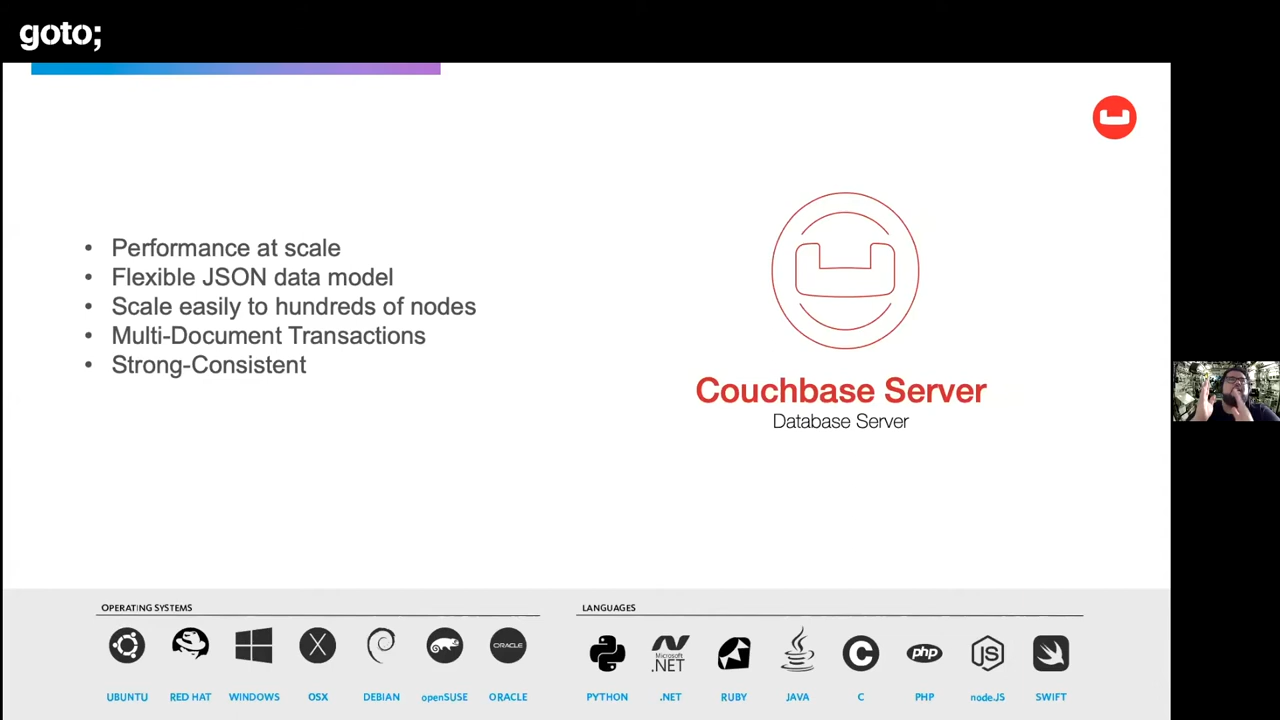 goto;
• Performance at scale
• Flexible JSON data model
• Scale easily to hundreds of nodes
• Multi-Document Transactions
• Strong-Consistent
Couchbase Server
Database Server
OPERATING SYSTEMS
ORACLE
UBUNTU RED HAT WINDOWS OSX DEBIAN openSUSE ORACLE
LANGUAGES
Microsoft .NET
php
JS
PYTHON .NET RUBY JAVA C PHP node.JS SWIFT